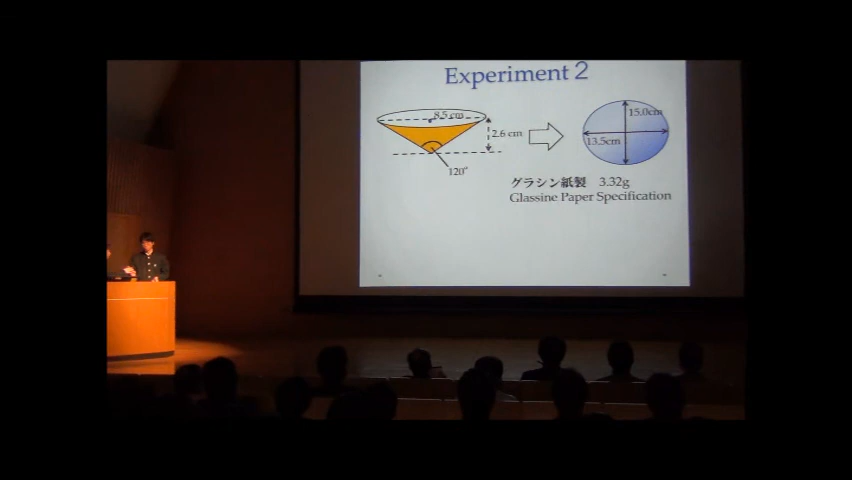 Experiment 2
8.5 cm
2.6 cm
120°
15.0cm
13.5cm
グラシン紙製 3.32g
Glassine Paper Specification